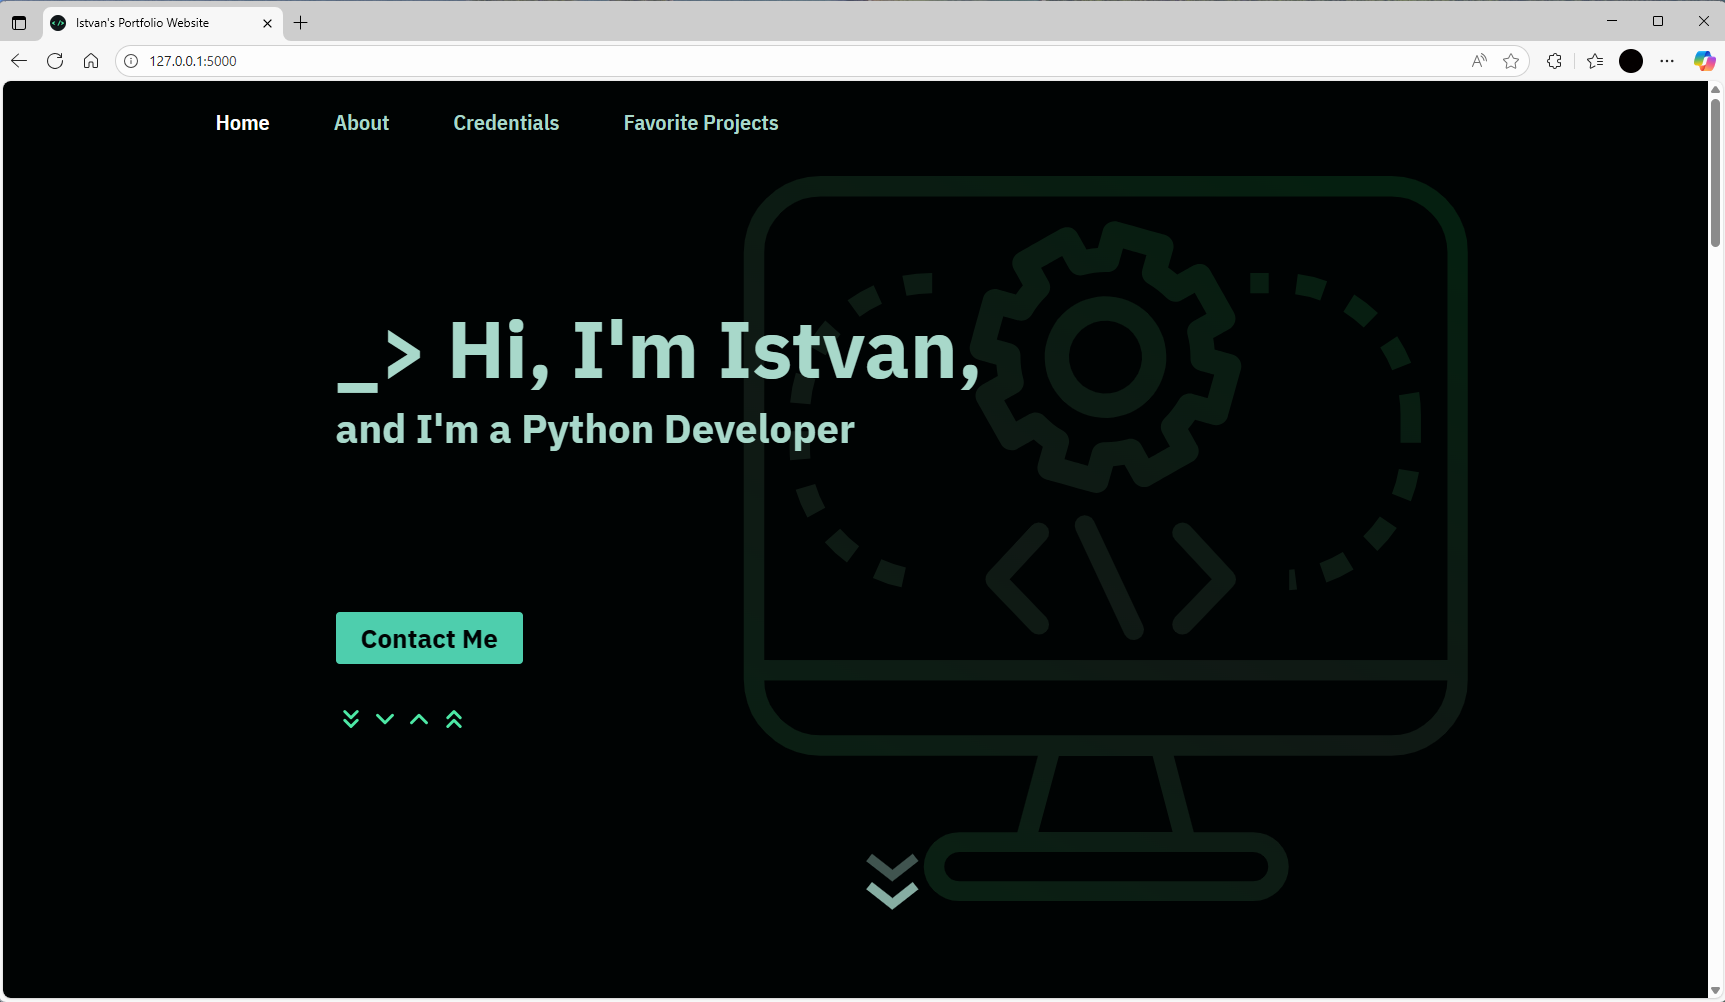 Istvan's Portfolio Website
127.0.0.1:5000
Home About Credentials Favorite Projects
_> Hi, I'm Istvan,
and I'm a Python Developer
Contact Me